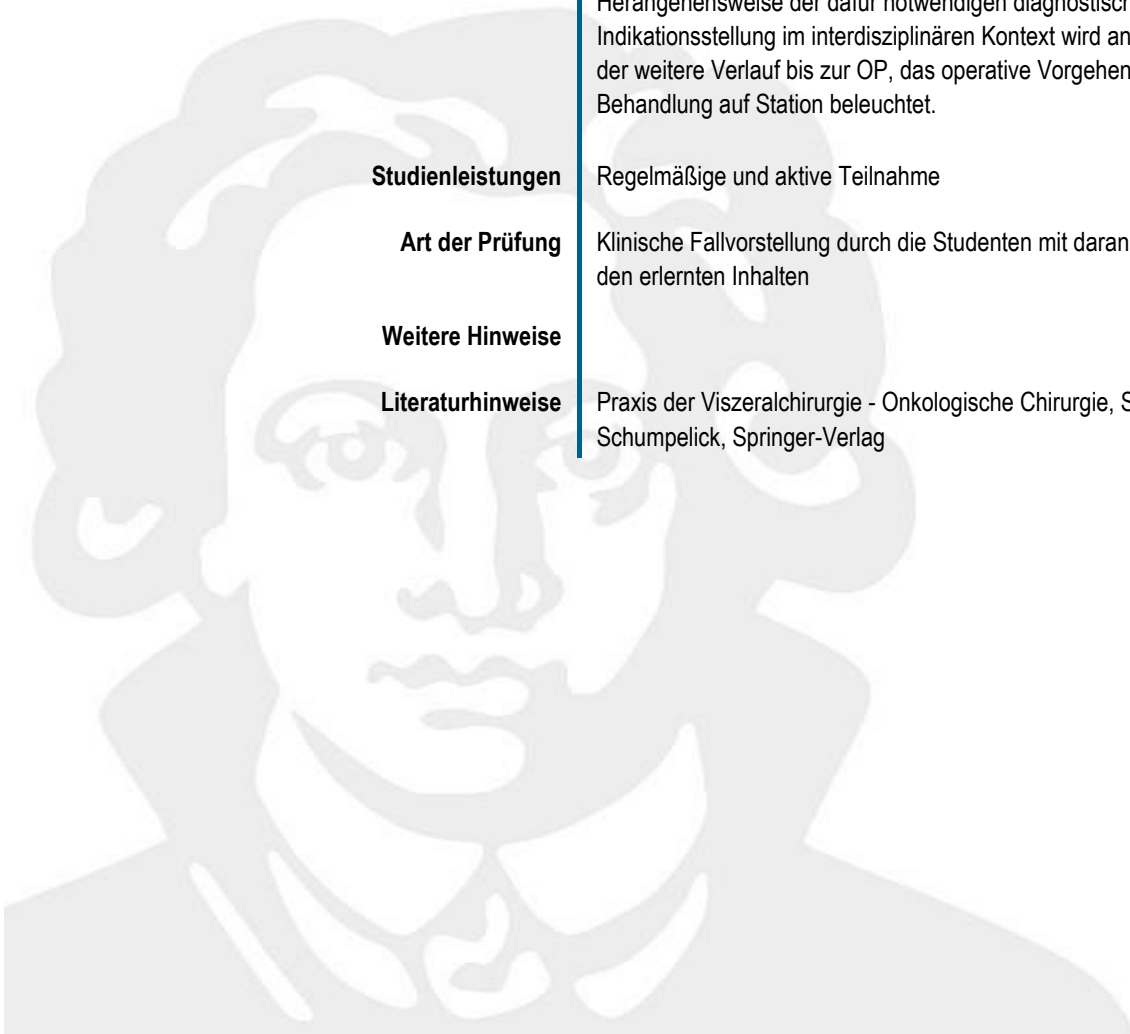 Herangehensweise der dafür notwendigen
Indikationsstellung im interdisziplinären Kontext wird
der weitere Verlauf bis zur OP, das operative Vorgehen
Behandlung auf Station beleuchtet.
Studienleistungen Regelmäßige und aktive Teilnahme
Art der Prüfung Klinische Fallvorstellung durch die Studenten mit daran
den erlernten Inhalten
Weitere Hinweise
Literaturhinweise Praxis der Viszeralchirurgie - Onkologische Chirurgie,
Schumpelick, Springer-Verlag